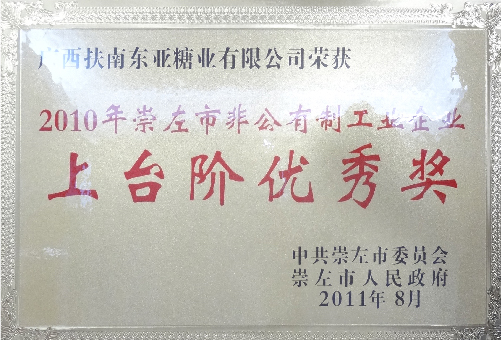 广西扶南东亚糖业有限公司荣获
2010年崇左市非公有制工业企业
上台阶优秀奖
中共崇左市委员会
崇左市人民政府
2011年8月